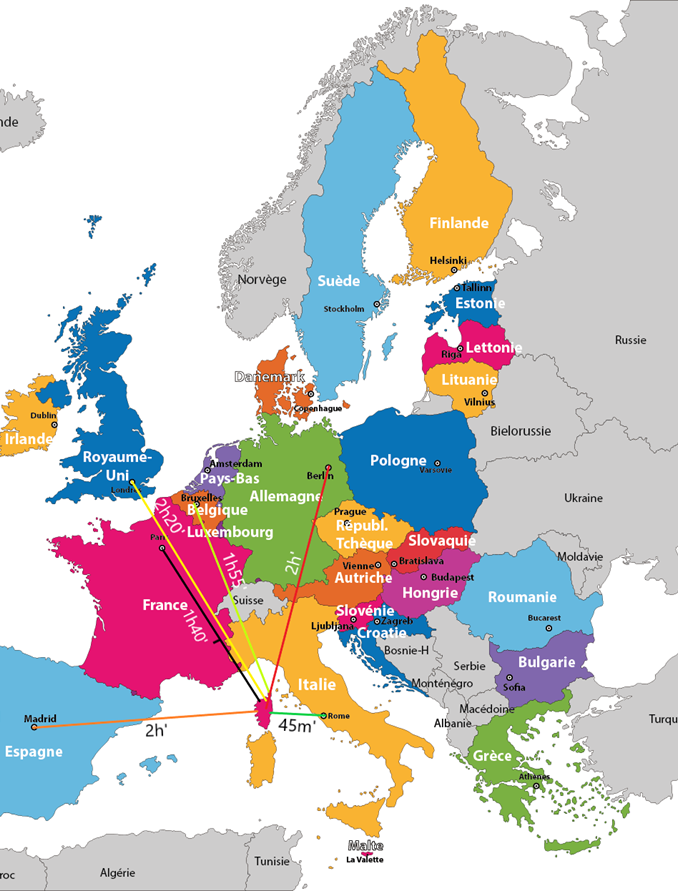 nde
Finlande
Helsinki
Norvège
Suède
Stockholm
Tallinn
Estonie
Russie
Riga
Lettonie
Danemark
Lituanie
Copenhague
Vilnius
Dublin
Irlande
Bielorussie
Royaume-
Uni
Londres
Amsterdam
Pays-Bas
Pologne
Varsovie
Berlin
Allemagne
Bruxelles
Belgique
Ukraine
2h20'
Prague
Républ.
Tchèque
Luxembourg
Slovaquie
Moldavie
1h55'
2h'
Vienne
Bratislava
Autriche
Budapest
Hongrie
Suisse
France
Roumanie
1h40'
Slovénie
Ljubljana
Zagreb
Croatie
Bucarest
Bosnie-H
Serbie
Bulgarie
Sofia
Italie
Monténégro
Macédoine
Albanie
Rome
45m'
Madrid
2h'
Espagne
Turqu
Grèce
Athènes
Malte
La Valette
roc
Algérie
Tunisie